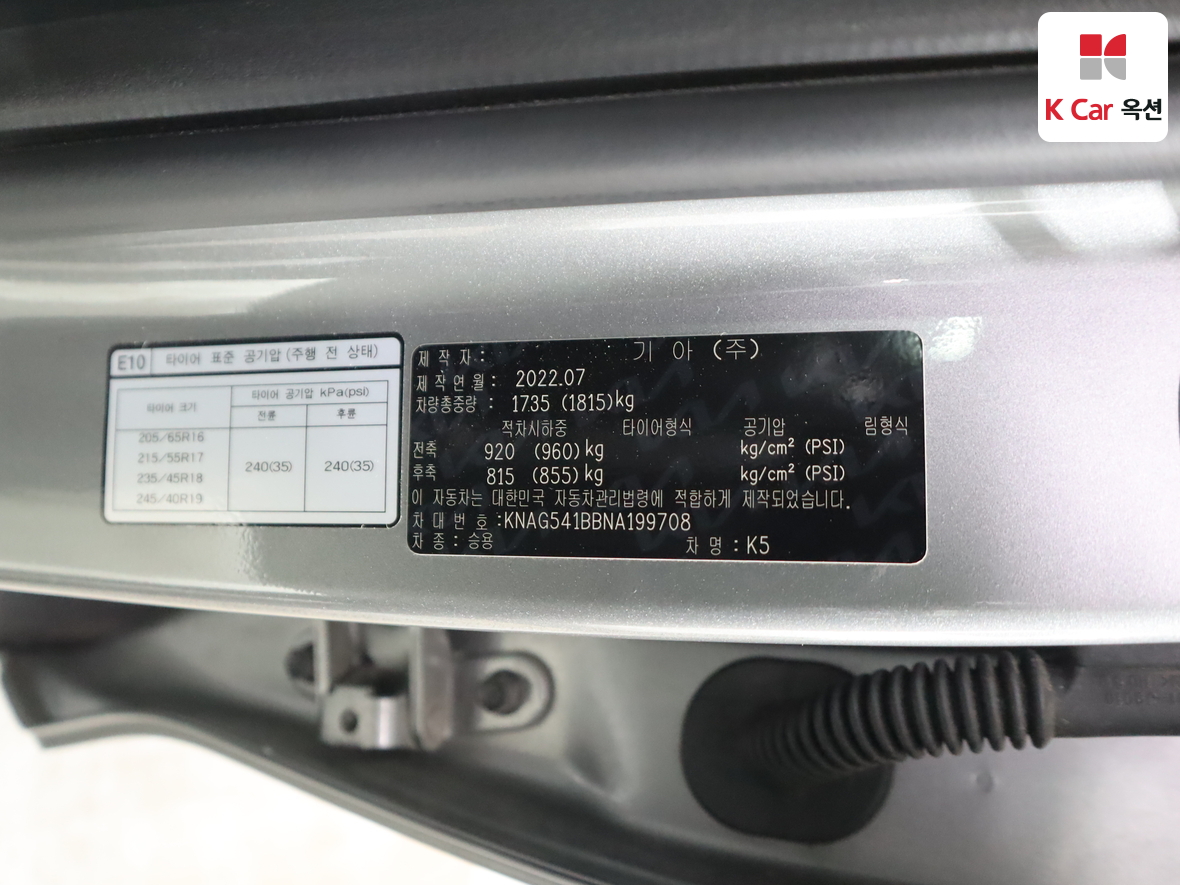 K Car 옥션
E10 타이어 표준 공기압 (주행 전 상태)
타이어 크기 타이어 공기압 kPa(psi)
전륜 후륜
205/65R16
215/55R17
235/45R18
245/40R19
240(35) 240(35)
제 작 자 : 기 아 (주)
제 작 연 월 : 2022.07
차량총중량 : 1735 (1815)kg
적차시하중 타이어형식 공기압 림형식
전축 920 (960)kg kg/cm² (PSI)
후축 815 (855)kg kg/cm² (PSI)
이 자동차는 대한민국 자동차관리법령에 적합하게 제작되었습니다.
차 대 번 호 :KNAG541BBNA199708
차 종 : 승용 차 명 : K5